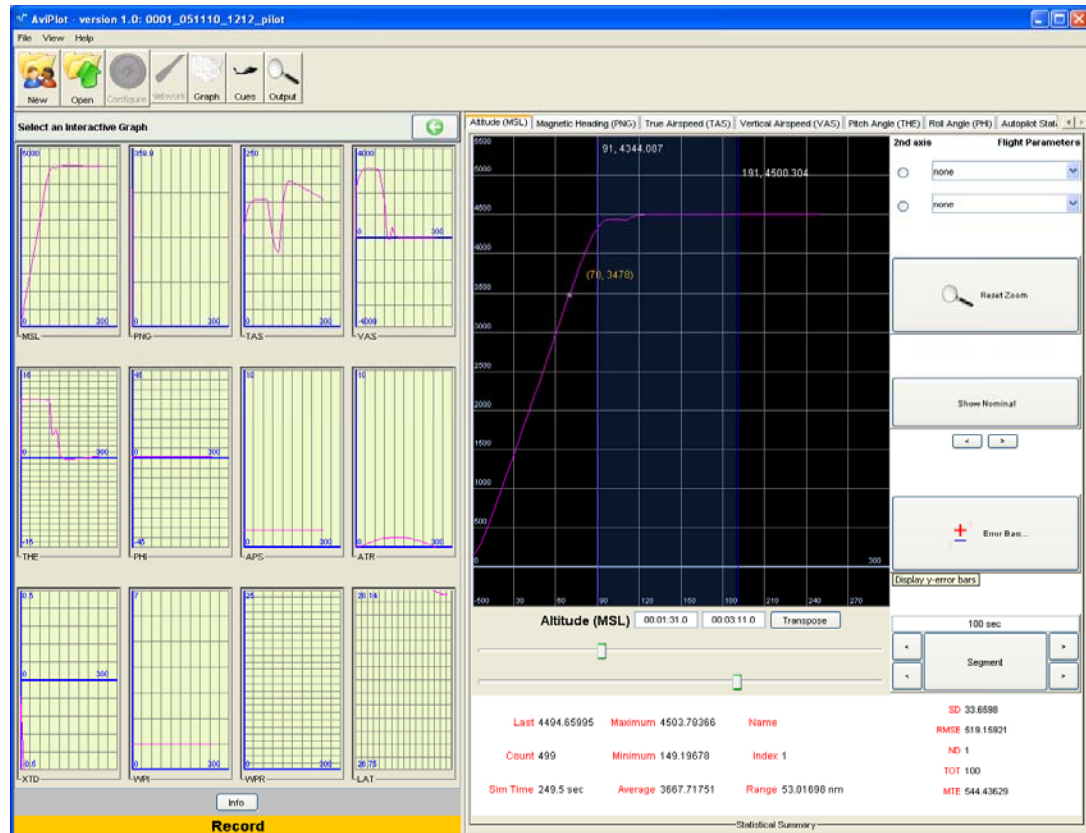 AviPlot - version 1.0: 0001_051110_1212_pilot
File View Help
New Open Configure Network Graph Cues Output
Select an Interactive Graph
5000 359.9 250 4000
0 300
0 300 0 300 0 300 -4000
MSL PNG TAS VAS
16 45 10 10
0 300 0 300
-15 -45 0 300 0 300
THE PHI APS ATR
0.5 7 25
0 300
-0.5 0 300 0 300 26.75
XTD WPI WPR LAT
Info
Record
Altitude (MSL) Magnetic Heading (PNG) True Airspeed (TAS) Vertical Airspeed (VAS) Pitch Angle (THE) Roll Angle (PHI)
5500
91, 4344.087
5000
191, 4500.304
4500
4000
(70, 3478)
3500
3000
2500
2000
1500
1000
500
0 300
-500 30 60 90 120 150 180 210 240 270
2nd axis Flight Parameters
none
none
Reset Zoom
Show Nominal
< >
Error Bars...
Display y-error bars
Altitude (MSL) 00:01:31.0 00:03:11.0 Transpose
100 sec
< >
Segment
< >
Last 4494.65995 Maximum 4503.78366 Name
Count 499 Minimum 149.19678 Index 1
Sim Time 249.5 sec Average 3667.71751 Range 53.01698 nm
SD 33.6598
RMSE 519.15921
ND 1
TOT 100
MTE 544.43629
Statistical Summary